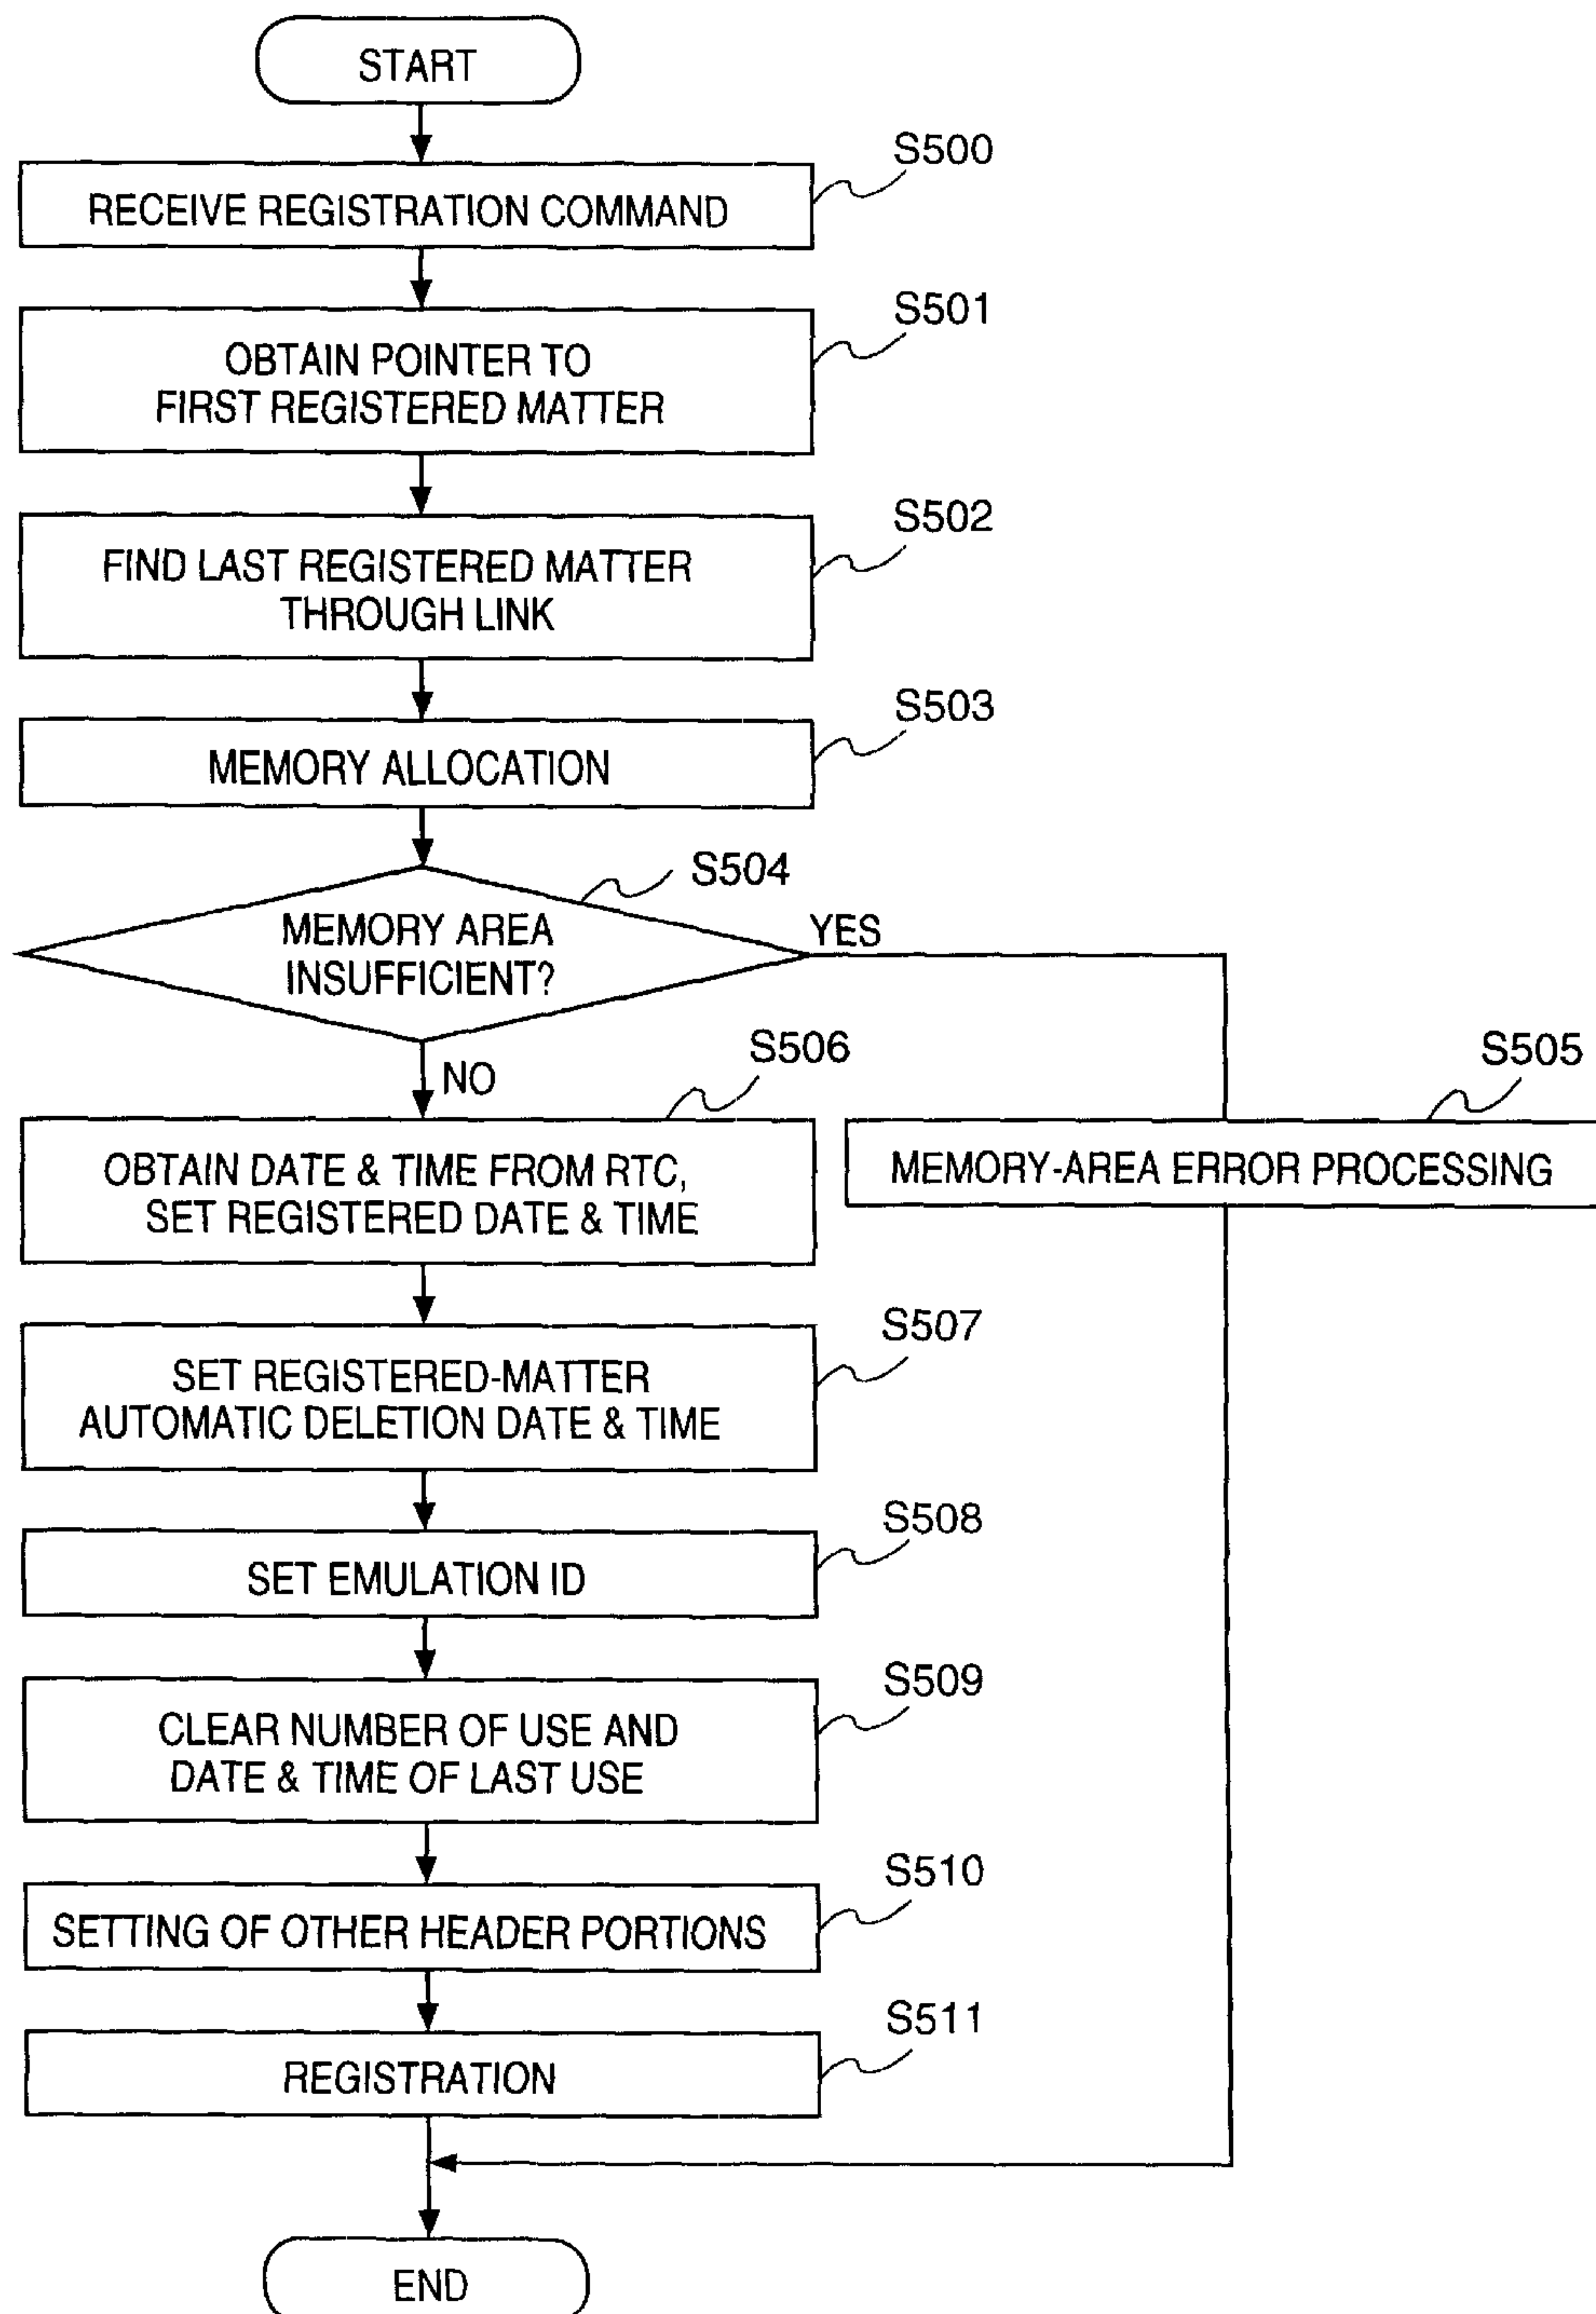 START
S500
RECEIVE REGISTRATION COMMAND
S501
OBTAIN POINTER TO
FIRST REGISTERED MATTER
S502
FIND LAST REGISTERED MATTER
THROUGH LINK
S503
MEMORY ALLOCATION
S504
MEMORY AREA
INSUFFICIENT?
YES
NO
S506
S505
OBTAIN DATE & TIME FROM RTC,
SET REGISTERED DATE & TIME
MEMORY-AREA ERROR PROCESSING
S507
SET REGISTERED-MATTER
AUTOMATIC DELETION DATE & TIME
S508
SET EMULATION ID
S509
CLEAR NUMBER OF USE AND
DATE & TIME OF LAST USE
S510
SETTING OF OTHER HEADER PORTIONS
S511
REGISTRATION
END